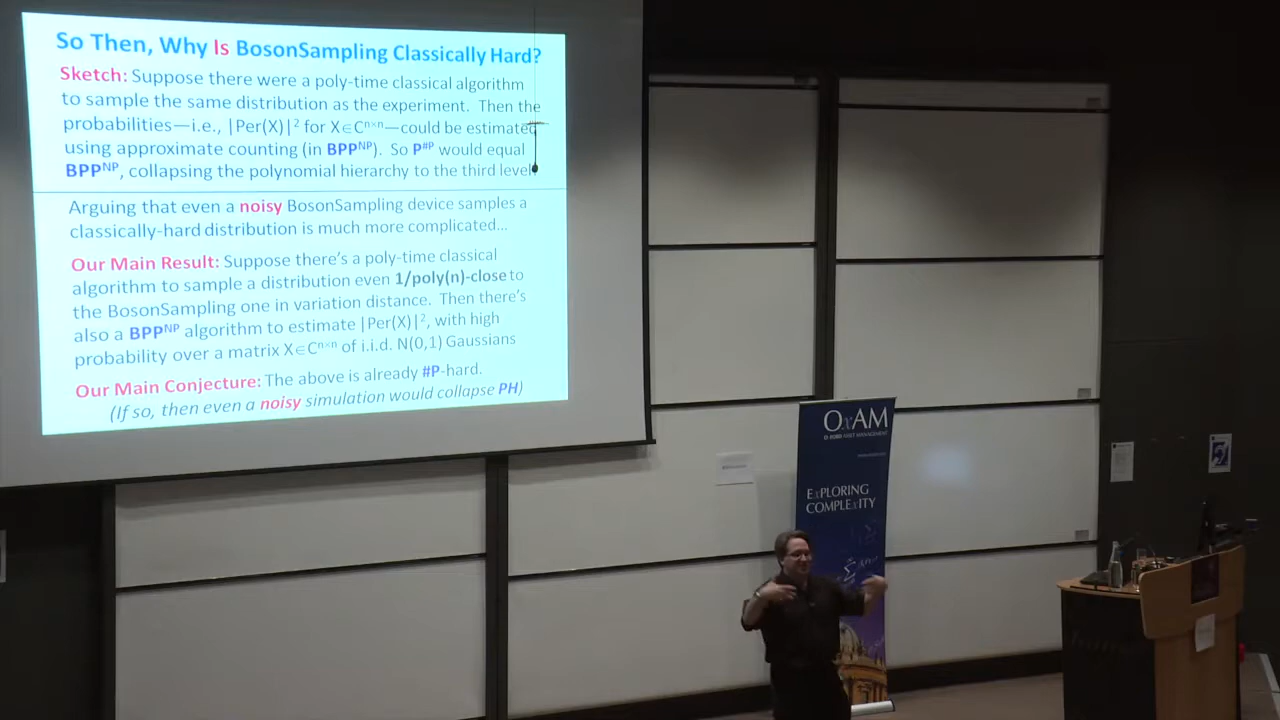 So Then, Why Is BosonSampling Classically Hard?
Sketch: Suppose there were a poly-time classical algorithm
to sample the same distribution as the experiment. Then the
probabilities—i.e., |Per(X)|² for X∈Cⁿˣⁿ—could be estimated
using approximate counting (in BPPᴺᴾ). So P^#P would equal
BPPᴺᴾ, collapsing the polynomial hierarchy to the third level.
Arguing that even a noisy BosonSampling device samples a
classically-hard distribution is much more complicated…
Our Main Result: Suppose there's a poly-time classical
algorithm to sample a distribution even 1/poly(n)-close to
the BosonSampling one in variation distance. Then there's
also a BPPᴺᴾ algorithm to estimate |Per(X)|², with high
probability over a matrix X∈Cⁿˣⁿ of i.i.d. N(0,1) Gaussians
Our Main Conjecture: The above is already #P-hard.
(If so, then even a noisy simulation would collapse PH)
OxAM
OXFORD ASSET MANAGEMENT
ExPLORING
COMPLExITY